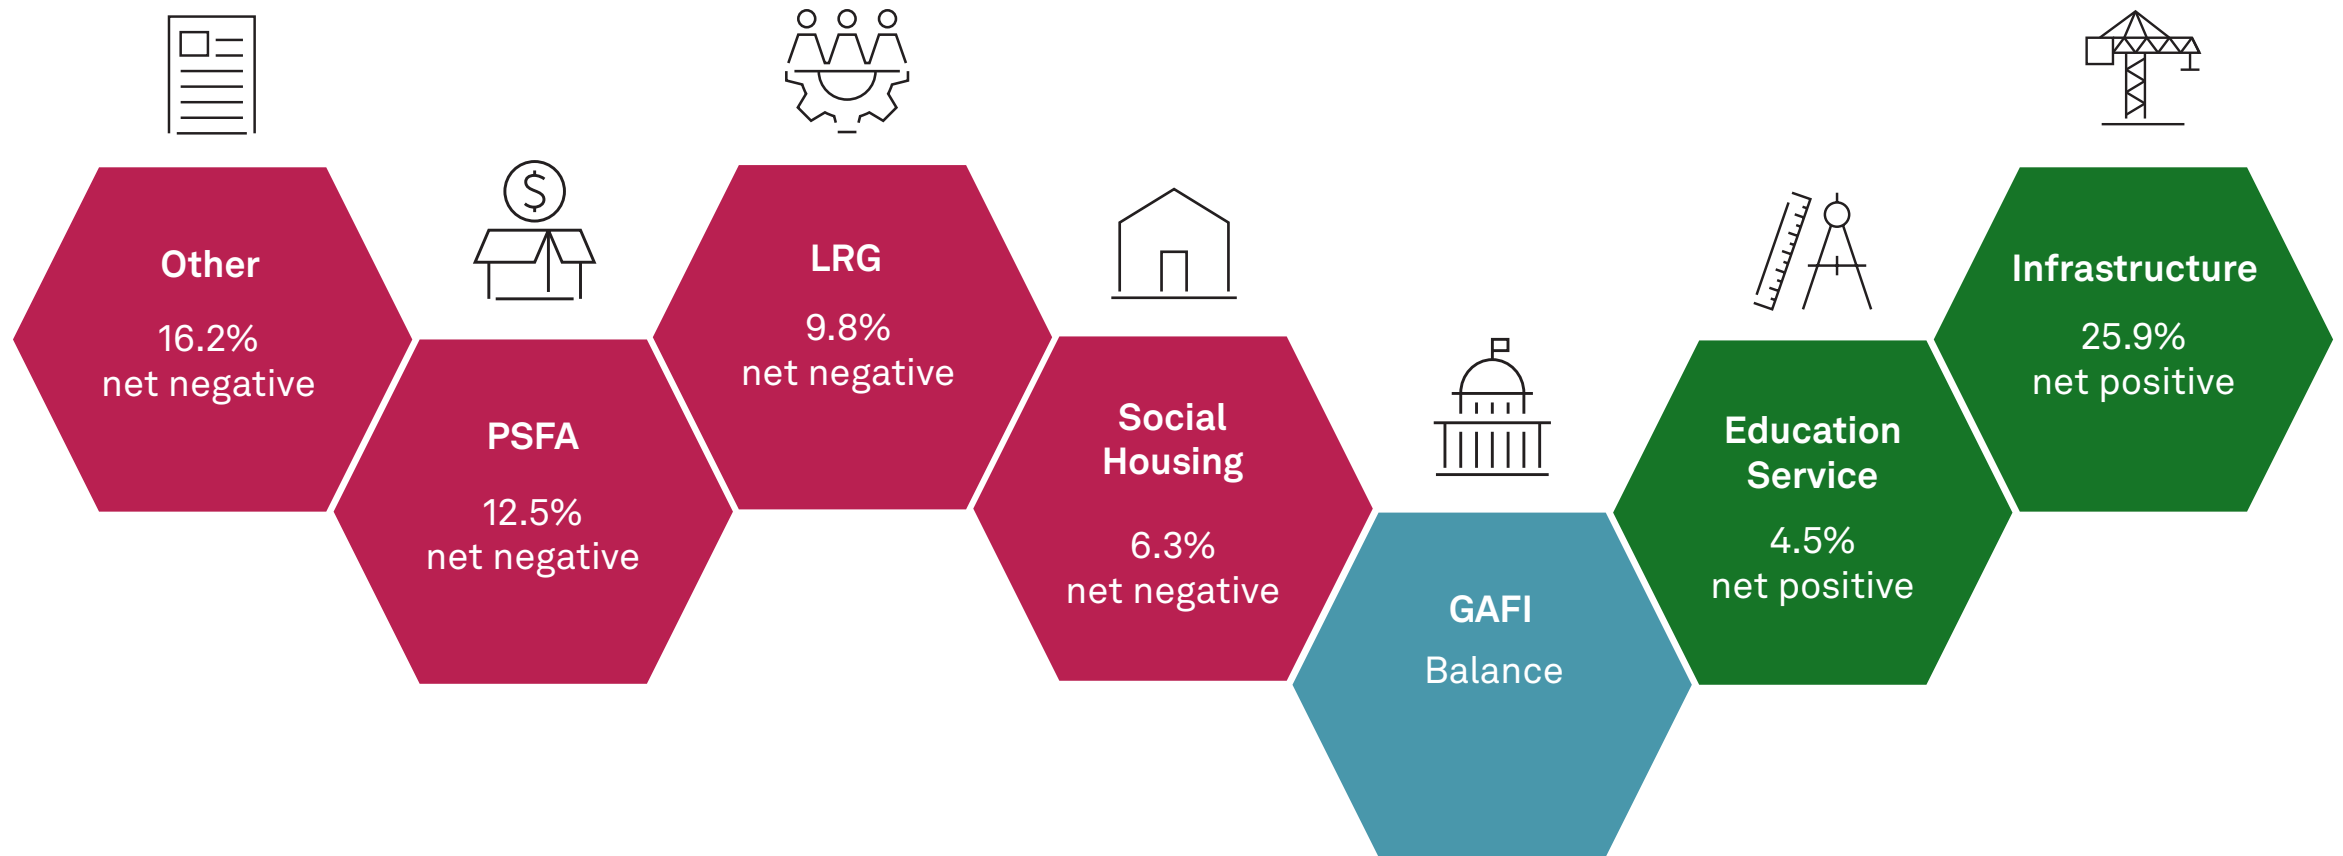 Other
16.2%
net negative
PSFA
12.5%
net negative
LRG
9.8%
net negative
Social
Housing
6.3%
net negative
GAFI
Balance
Education
Service
4.5%
net positive
Infrastructure
25.9%
net positive